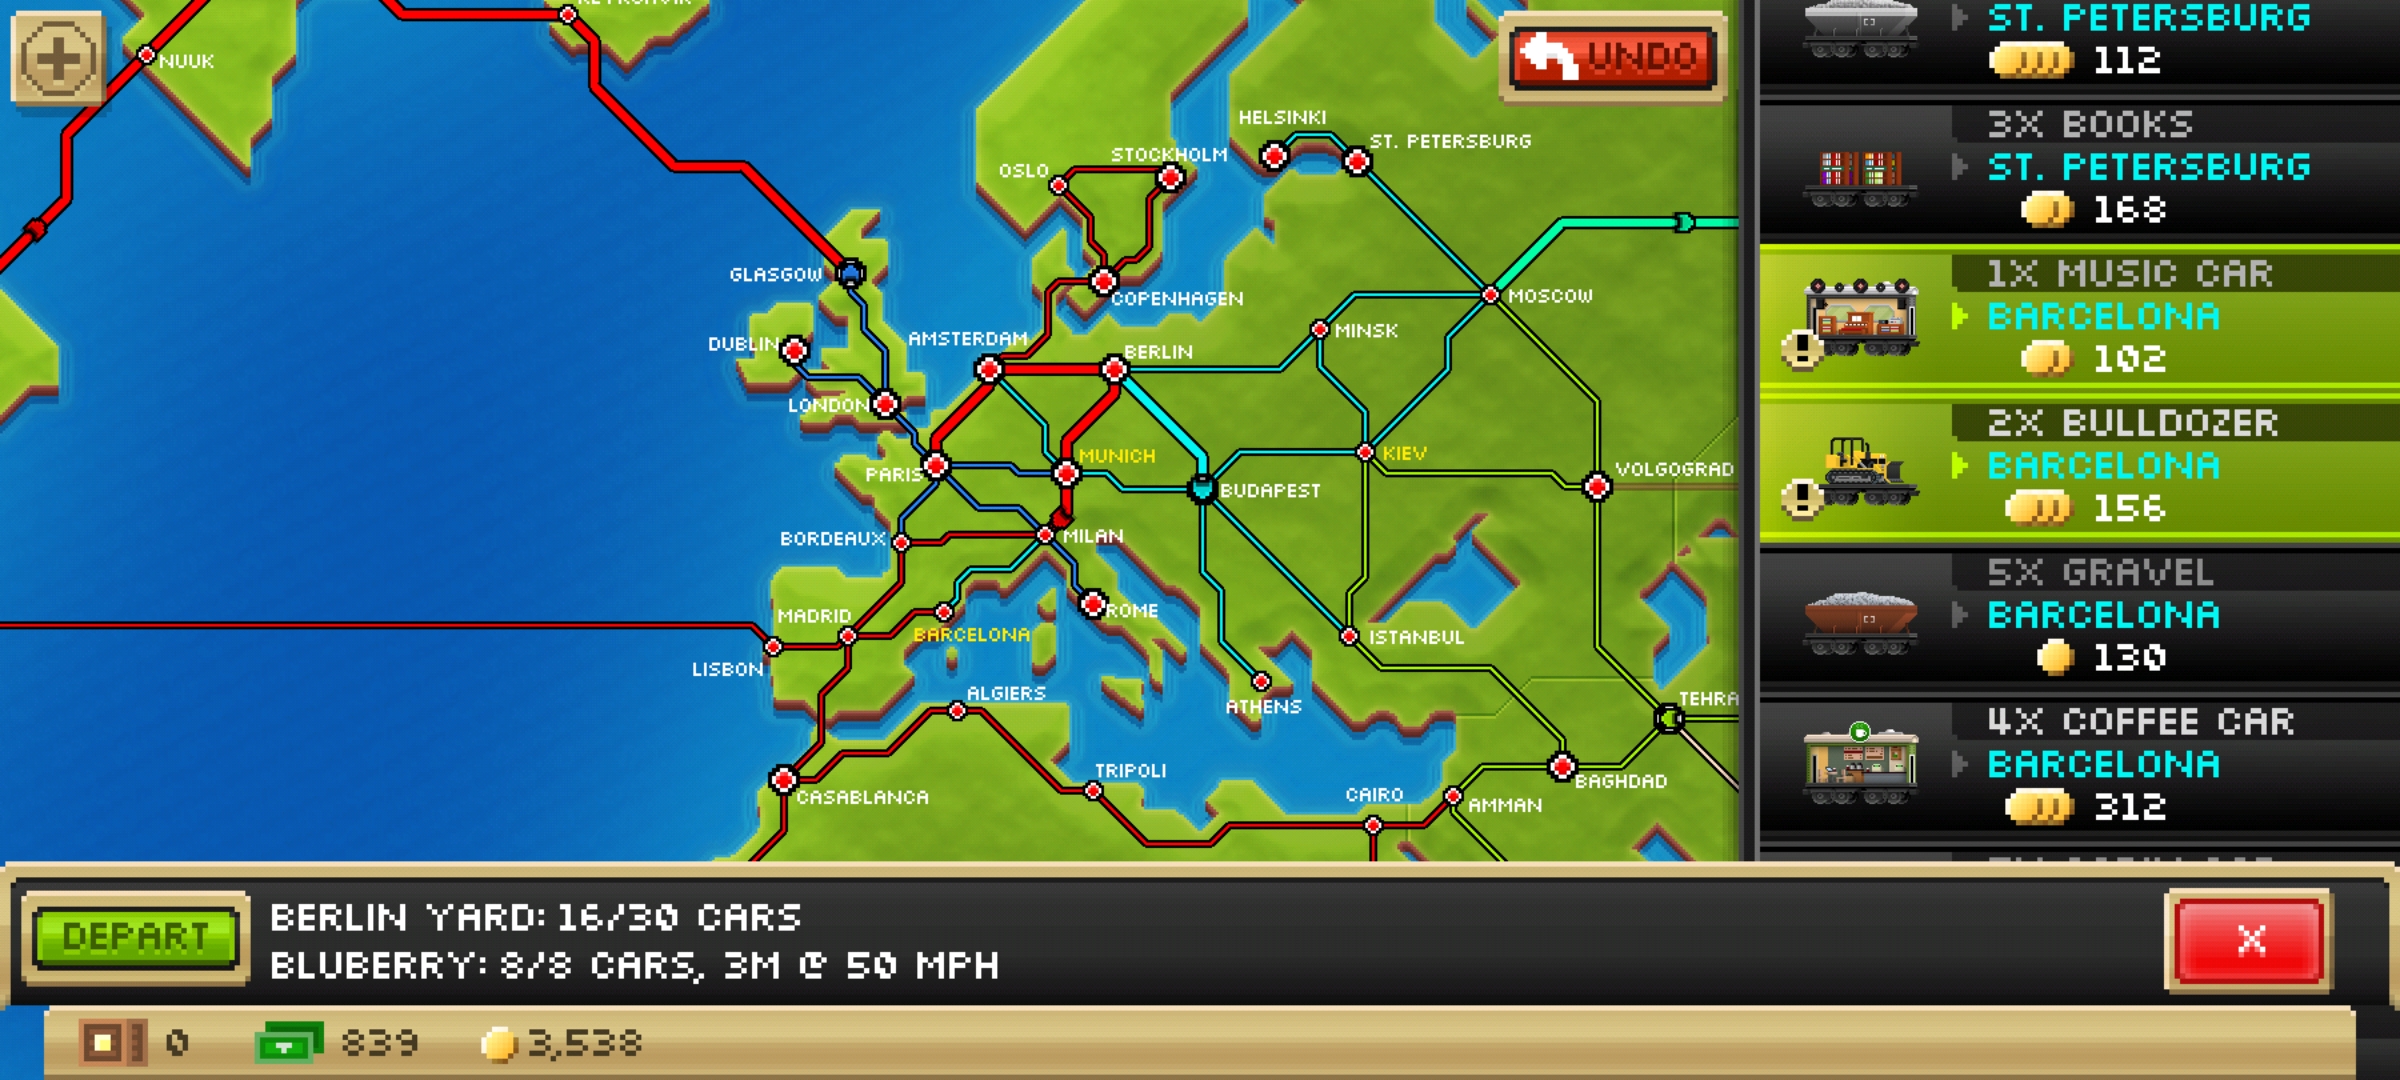 NUUK
UNDO
HELSINKI
ST. PETERSBURG
STOCKHOLM
OSLO
GLASGOW
COPENHAGEN
MOSCOW
MINSK
DUBLIN
AMSTERDAM
BERLIN
LONDON
PARIS
MUNICH
KIEV
VOLGOGRAD
BUDAPEST
BORDEAUX
MILAN
MADRID
ROME
BARCELONA
ISTANBUL
LISBON
ALGIERS
ATHENS
TRIPOLI
CASABLANCA
CAIRO
AMMAN
BAGHDAD
TEHRA
ST. PETERSBURG
112
3X BOOKS
ST. PETERSBURG
168
1X MUSIC CAR
BARCELONA
102
2X BULLDOZER
BARCELONA
156
5X GRAVEL
BARCELONA
130
4X COFFEE CAR
BARCELONA
312
DEPART
BERLIN YARD: 16/30 CARS
BLUBERRY: 8/8 CARS, 3M @ 50 MPH
X
0
839
3,538